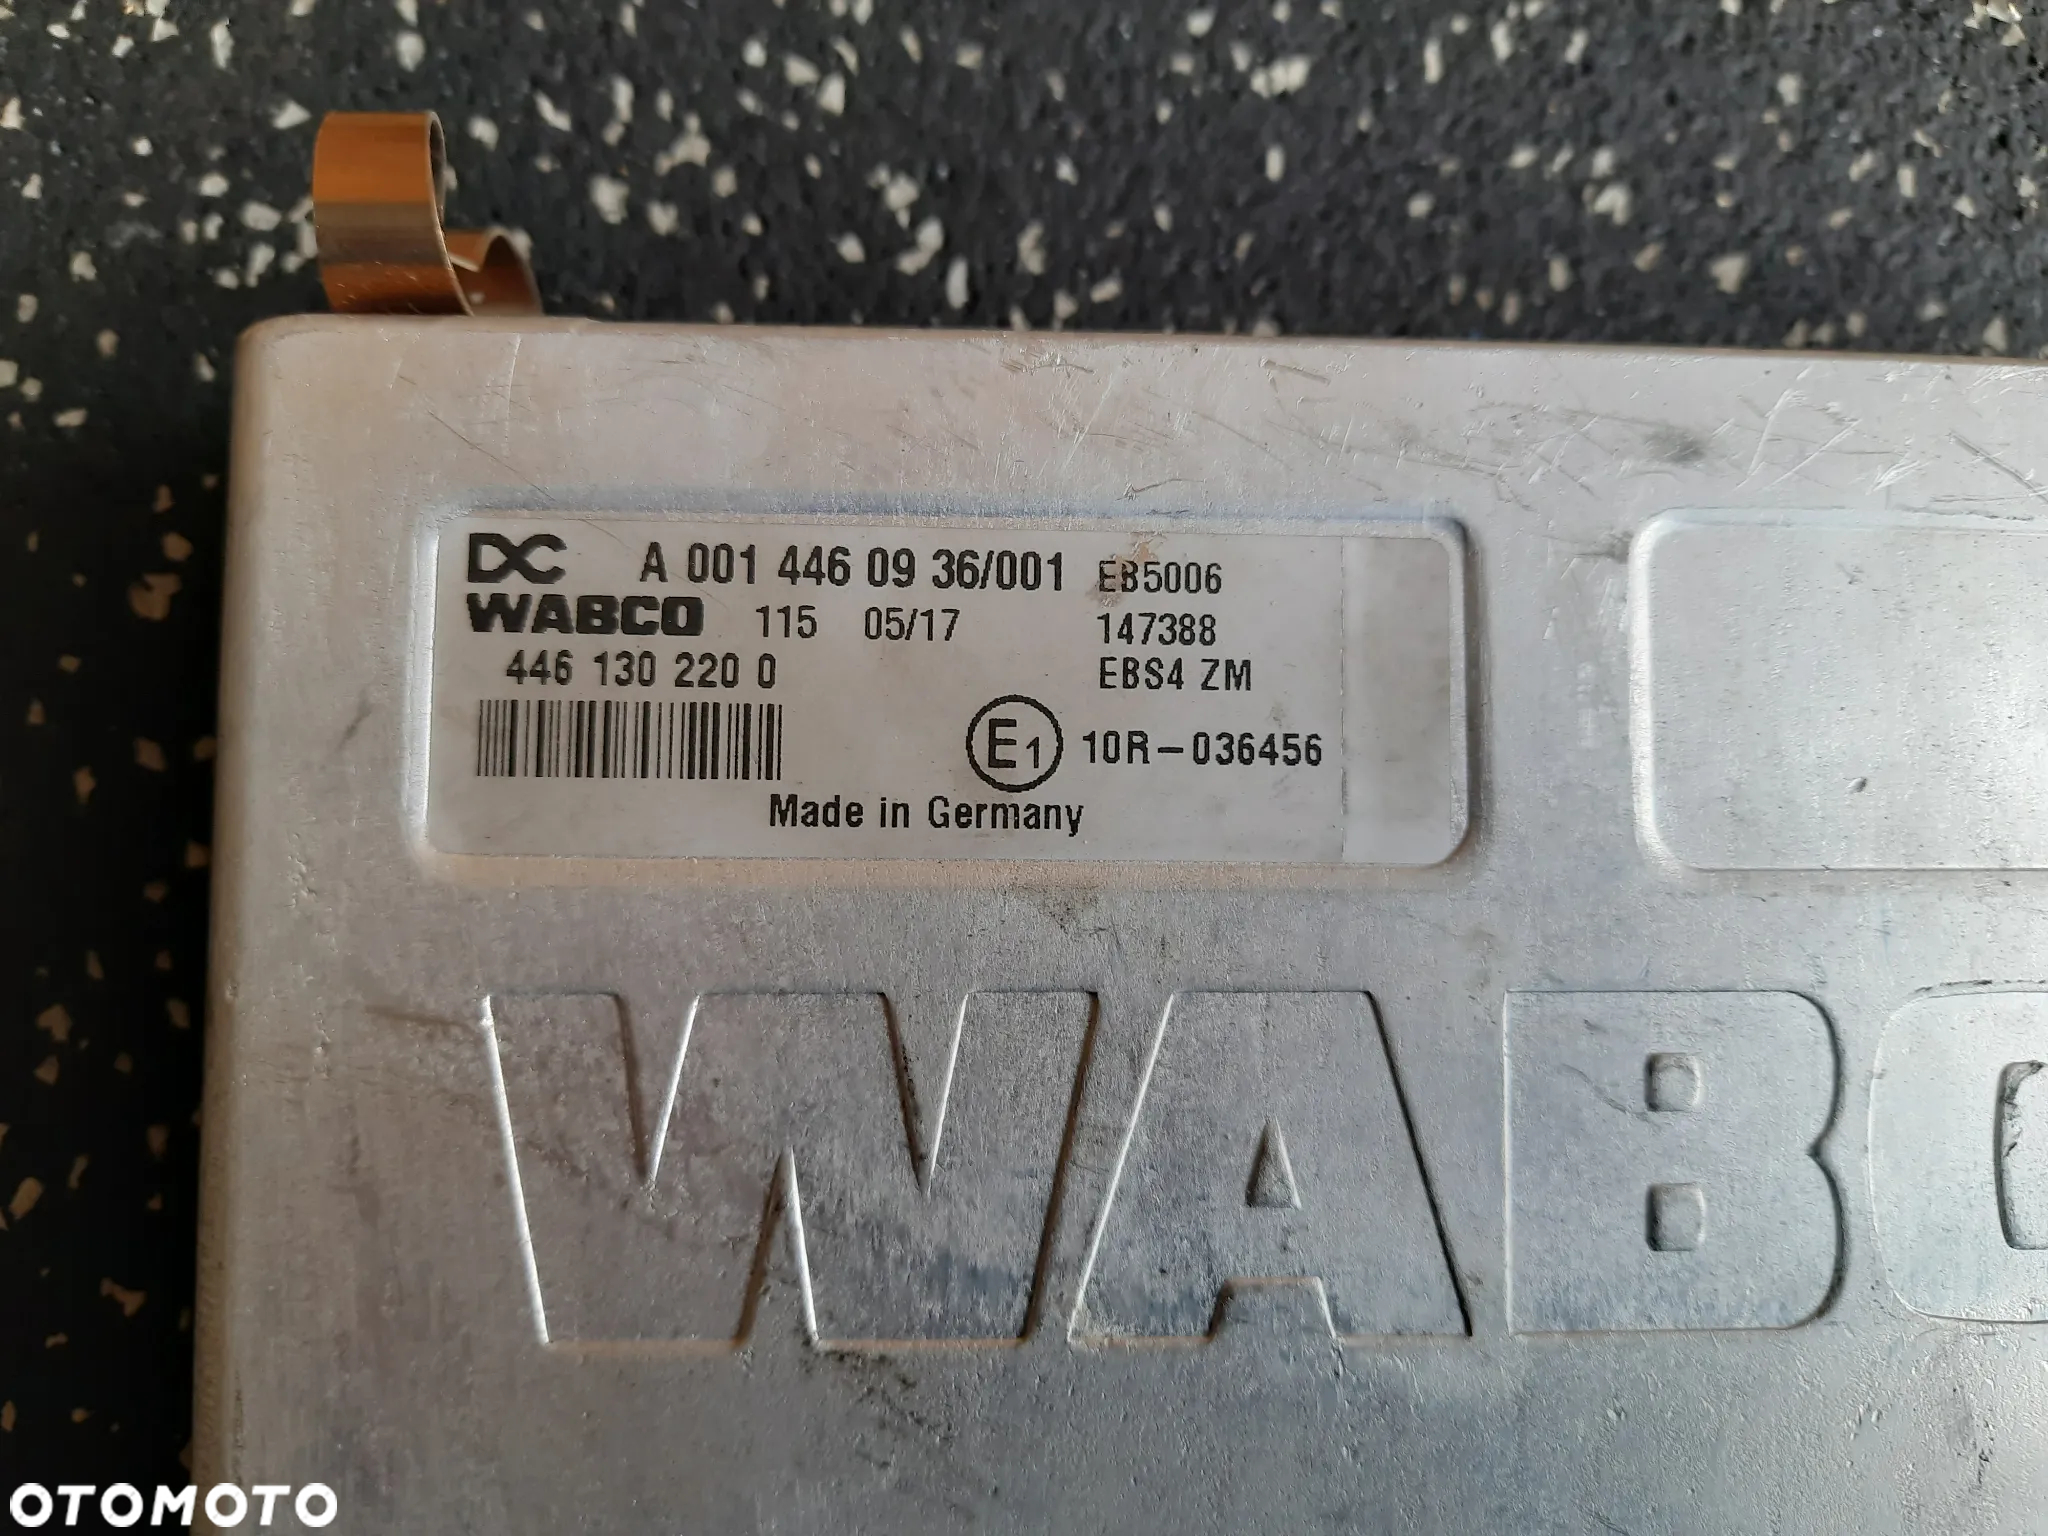 DC A 001 446 09 36/001 EB5006
WABCO 115 05/17 147388
446 130 220 0 EBS4 ZM
E1 10R-036456
Made in Germany
WABC
OTOMOTO